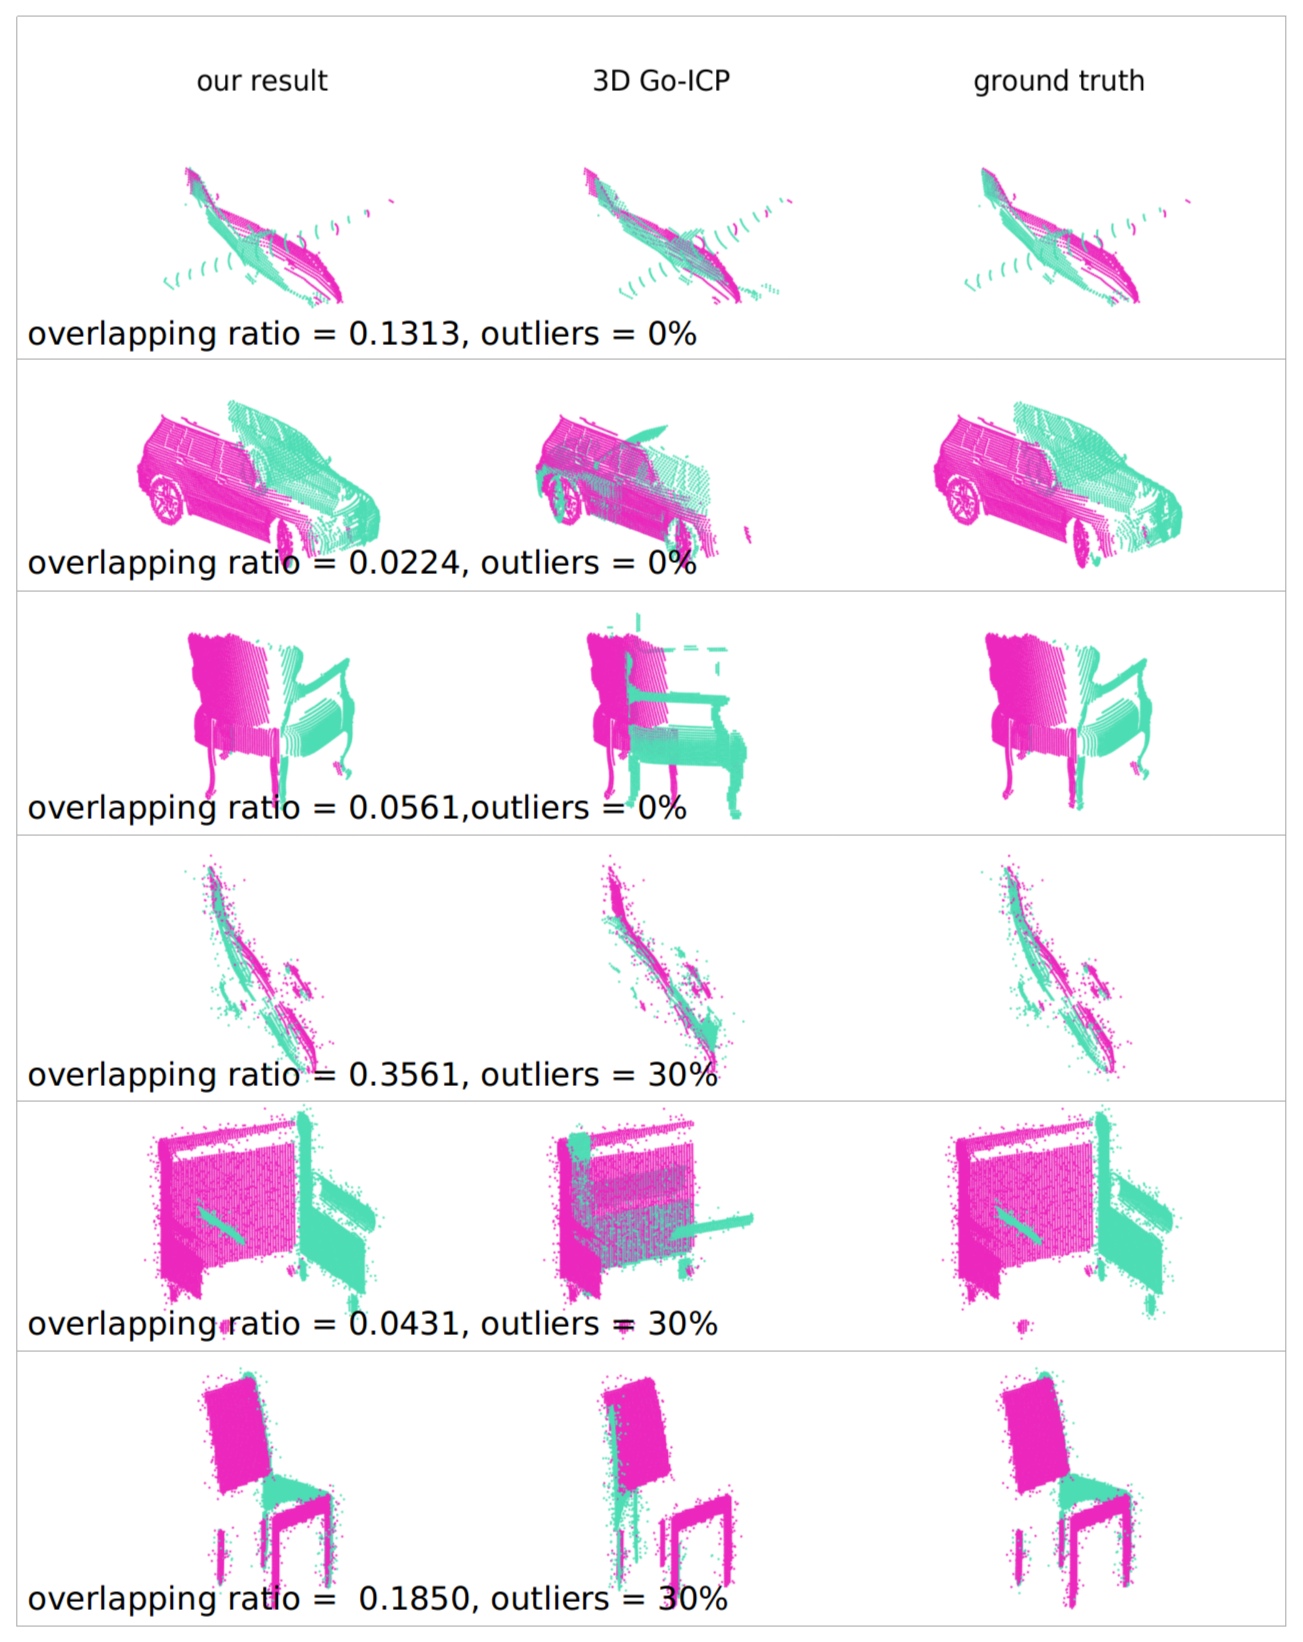 our result 3D Go-ICP ground truth
overlapping ratio = 0.1313, outliers = 0%
overlapping ratio = 0.0224, outliers = 0%
overlapping ratio = 0.0561,outliers = 0%
overlapping ratio = 0.3561, outliers = 30%
overlapping ratio = 0.0431, outliers = 30%
overlapping ratio =  0.1850, outliers = 30%